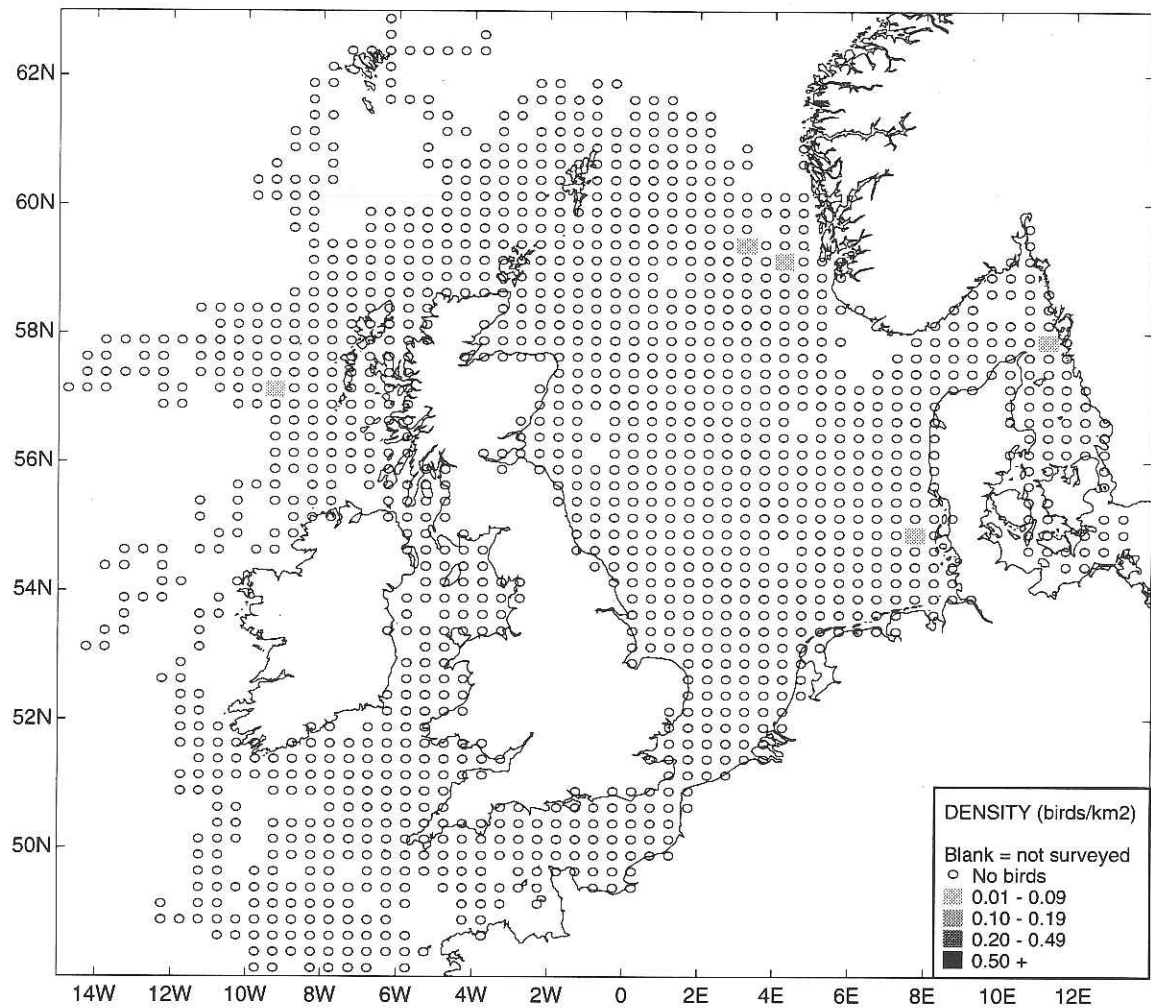 62N
60N
58N
56N
54N
52N
50N
DENSITY (birds/km2)
Blank = not surveyed
No birds
0.01 - 0.09
0.10 - 0.19
0.20 - 0.49
0.50 +
14W 12W 10W 8W 6W 4W 2W 0 2E 4E 6E 8E 10E 12E